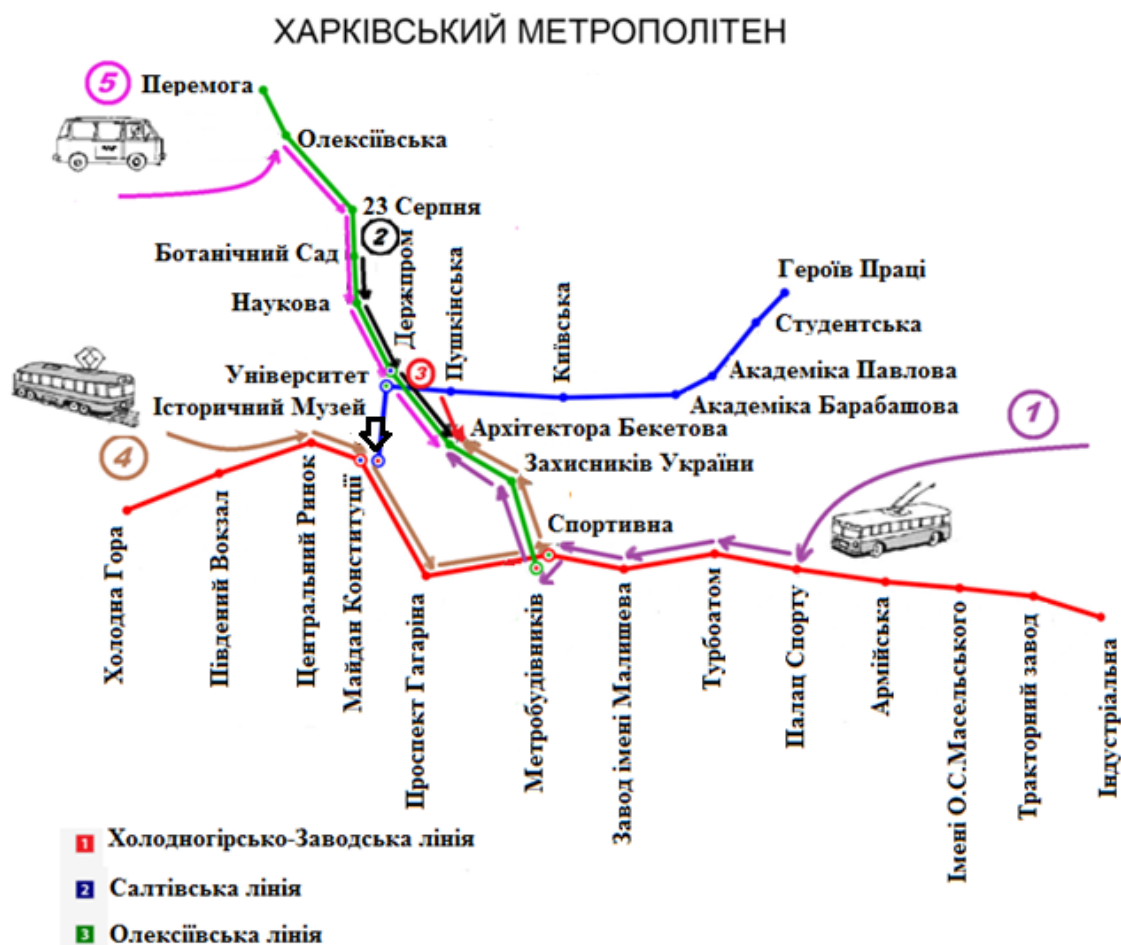 ХАРКІВСЬКИЙ МЕТРОПОЛІТЕН
5
Перемога
Олексіївська
23 Серпня
2
Ботанічний Сад
Держпром
Наукова
Пушкінська
Київська
Героїв Праці
Студентська
Університет
3
Академіка Павлова
Історичний Музей
Академіка Барабашова
1
Архітектора Бекетова
4
Захисників України
Спортивна
Холодна Гора
Південий Вокзал
Центральний Ринок
Майдан Конституції
Проспект Гагаріна
Метробудівників
Завод імені Малишева
Турбоатом
Палац Спорту
Армійська
Імені О.С.Масельського
Тракторний завод
Індустріальна
1 Холодногірсько-Заводська лінія
2 Салтівська лінія
3 Олексіївська лінія